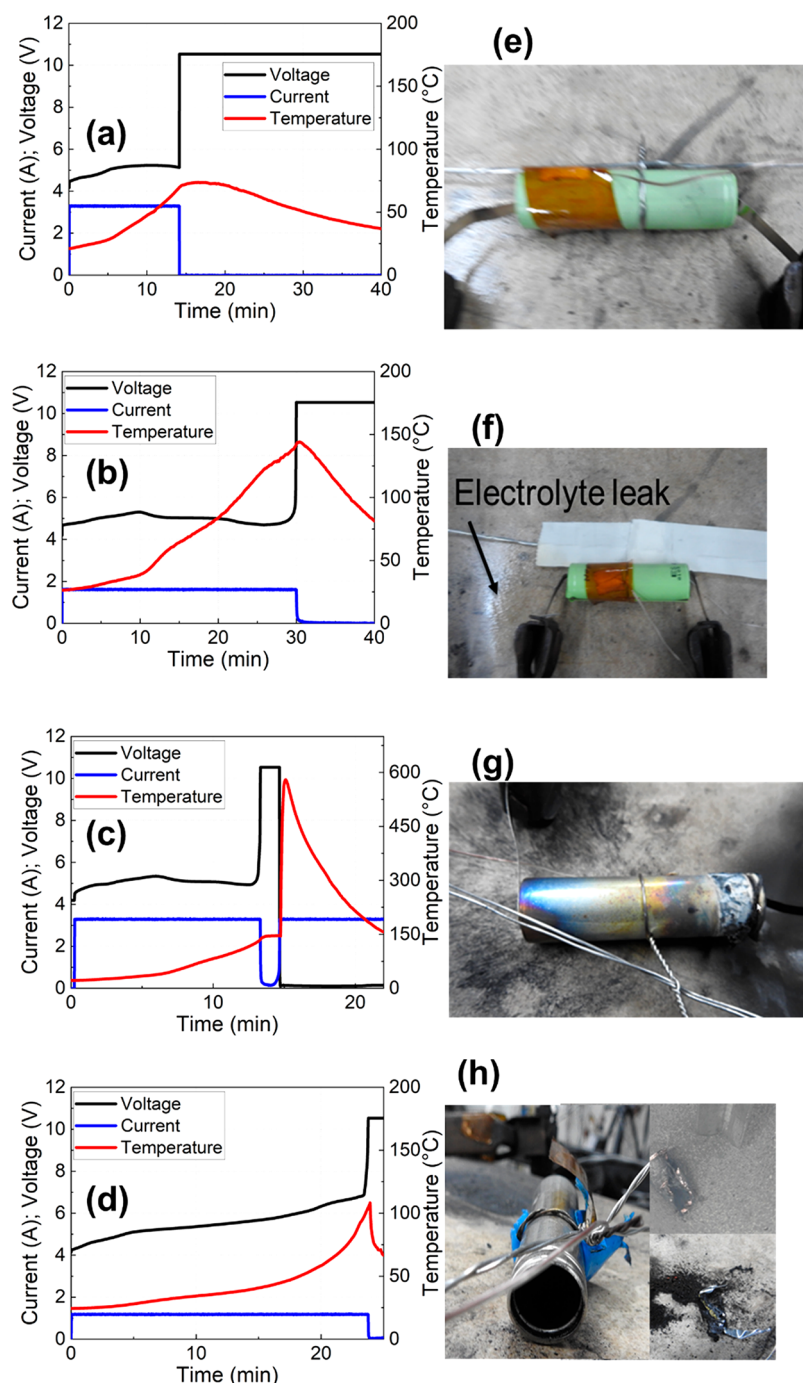 (a)
Current (A); Voltage (V)
12
10
8
6
4
2
0
Voltage
Current
Temperature
200
150
100
50
0
Temperature (°C)
0 10 20 30 40
Time (min)
(e)
(b)
Current (A); Voltage (V)
12
10
8
6
4
2
0
Voltage
Current
Temperature
200
150
100
50
0
Temperature (°C)
0 10 20 30 40
Time (min)
(f)
Electrolyte leak
(c)
Current (A); Voltage (V)
12
10
8
6
4
2
0
Voltage
Current
Temperature
600
450
300
150
0
Temperature (°C)
0 10 20
Time (min)
(g)
(d)
Current (A); Voltage (V)
12
10
8
6
4
2
0
Voltage
Current
Temperature
200
150
100
50
0
Temperature (°C)
0 10 20
Time (min)
(h)